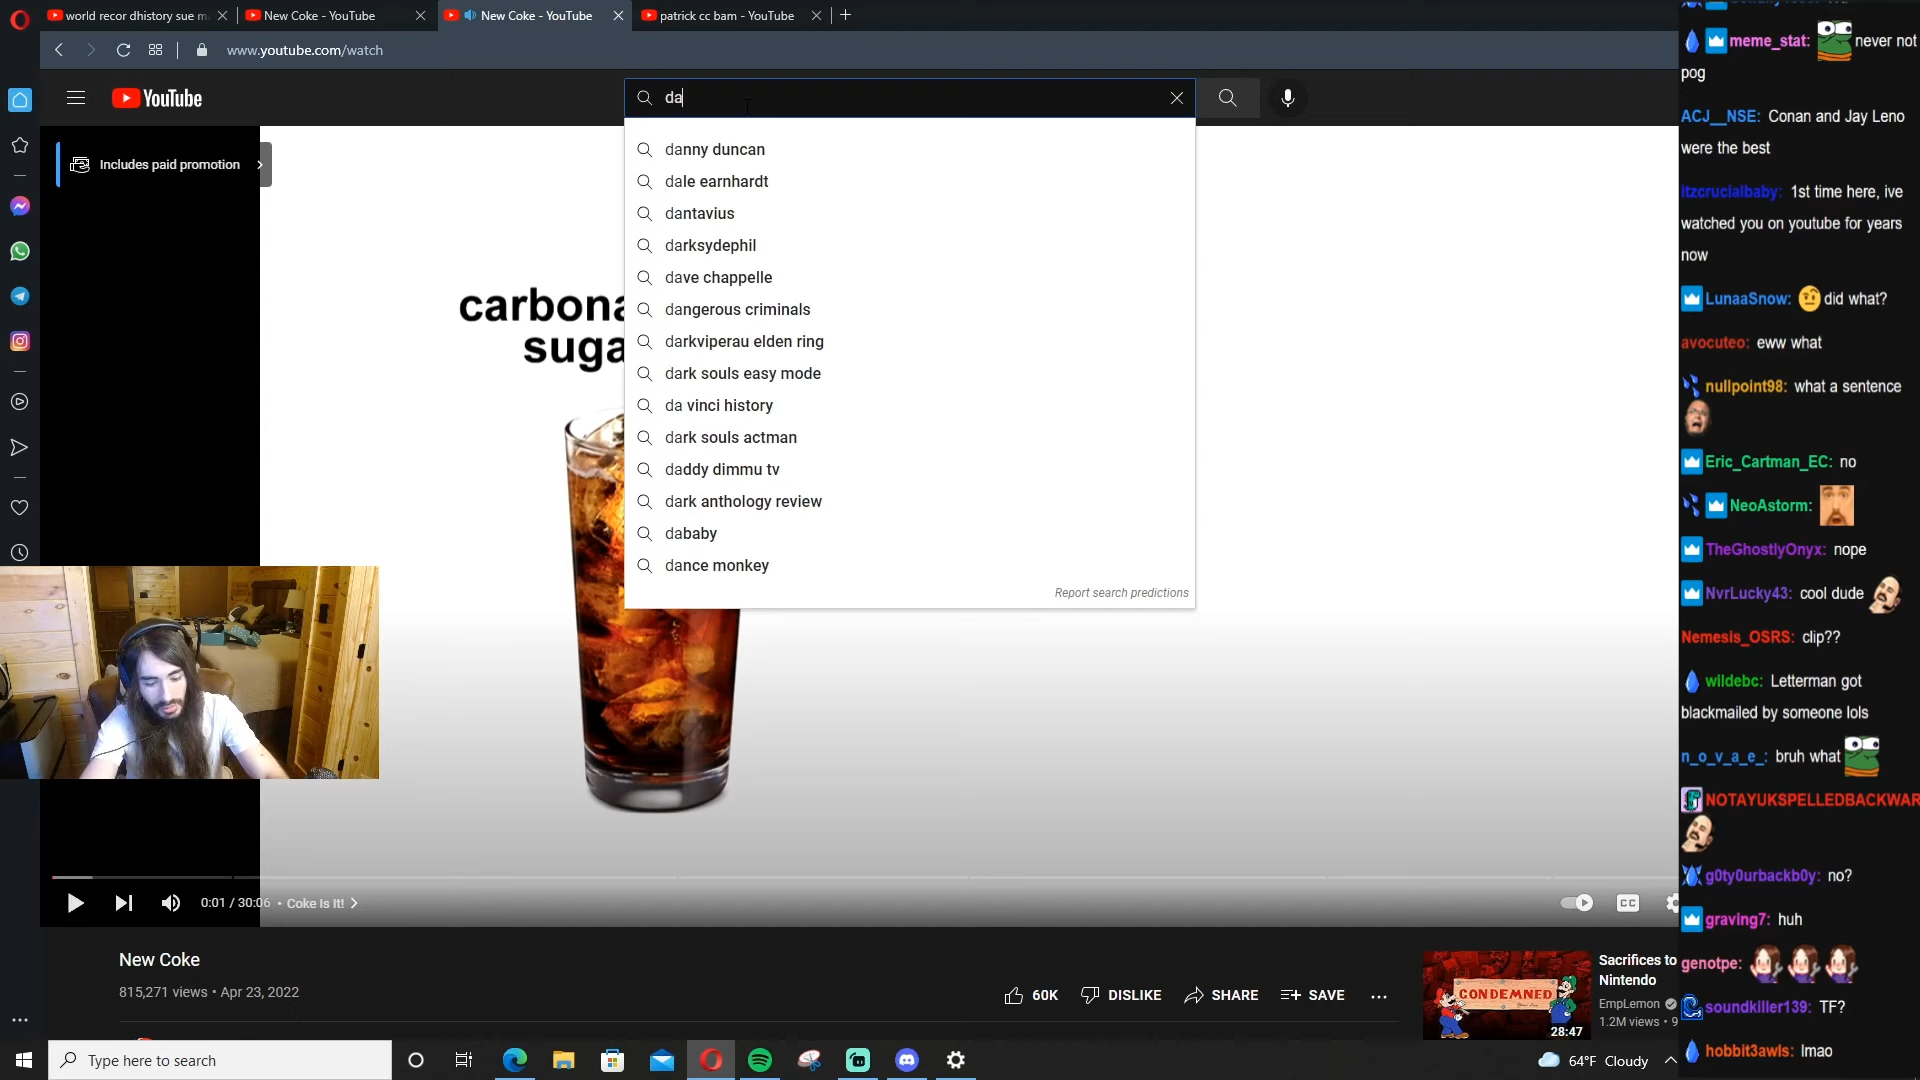 world recor dhistory sue m
New Coke - YouTube
New Coke - YouTube
patrick cc bam - YouTube
www.youtube.com/watch
YouTube
da
Includes paid promotion
danny duncan
dale earnhardt
dantavius
darksydephil
dave chappelle
dangerous criminals
darkviperau elden ring
dark souls easy mode
da vinci history
dark souls actman
daddy dimmu tv
dark anthology review
dababy
dance monkey
Report search predictions
carbona
suga
0:01 / 30:06 • Coke Is It!
CC
New Coke
815,271 views • Apr 23, 2022
60K
DISLIKE
SHARE
SAVE
CONDEMNED
28:47
Sacrifices to
Nintendo
EmpLemon
1.2M views • 9
Type here to search
64°F Cloudy
meme_stat: never not
pog
ACJ__NSE: Conan and Jay Leno
were the best
itzcrucialbaby: 1st time here, ive
watched you on youtube for years
now
LunaaSnow: did what?
avocuteo: eww what
nullpoint98: what a sentence
Eric_Cartman_EC: no
NeoAstorm:
TheGhostlyOnyx: nope
NvrLucky43: cool dude
Nemesis_OSRS: clip??
wildebc: Letterman got
blackmailed by someone lols
n_o_v_a_e_: bruh what
NOTAYUKSPELLEDBACKWAR
g0ty0urbackb0y: no?
graving7: huh
genotpe:
soundkiller139: TF?
hobbit3awls: lmao